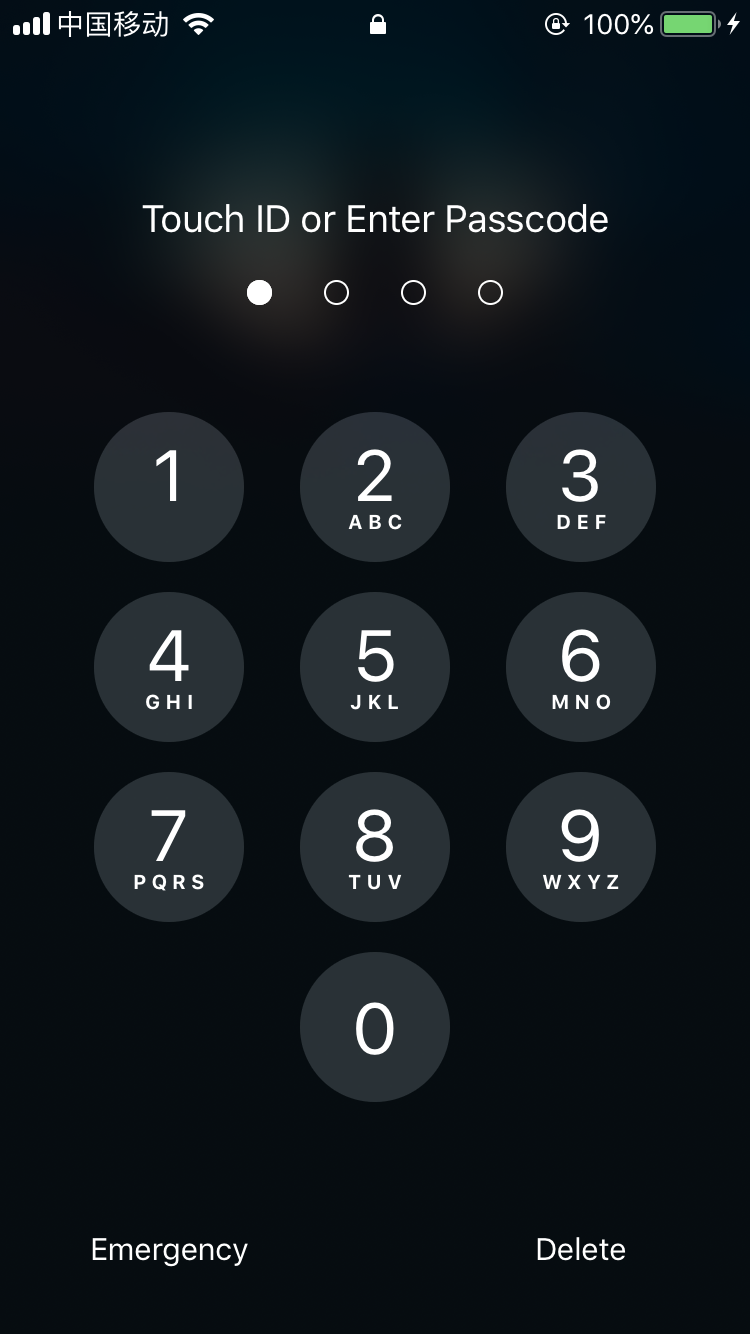 中国移动 100%
Touch ID or Enter Passcode
1 2 3
ABC DEF
4 5 6
GHI JKL MNO
7 8 9
PQRS TUV WXYZ
0
Emergency Delete